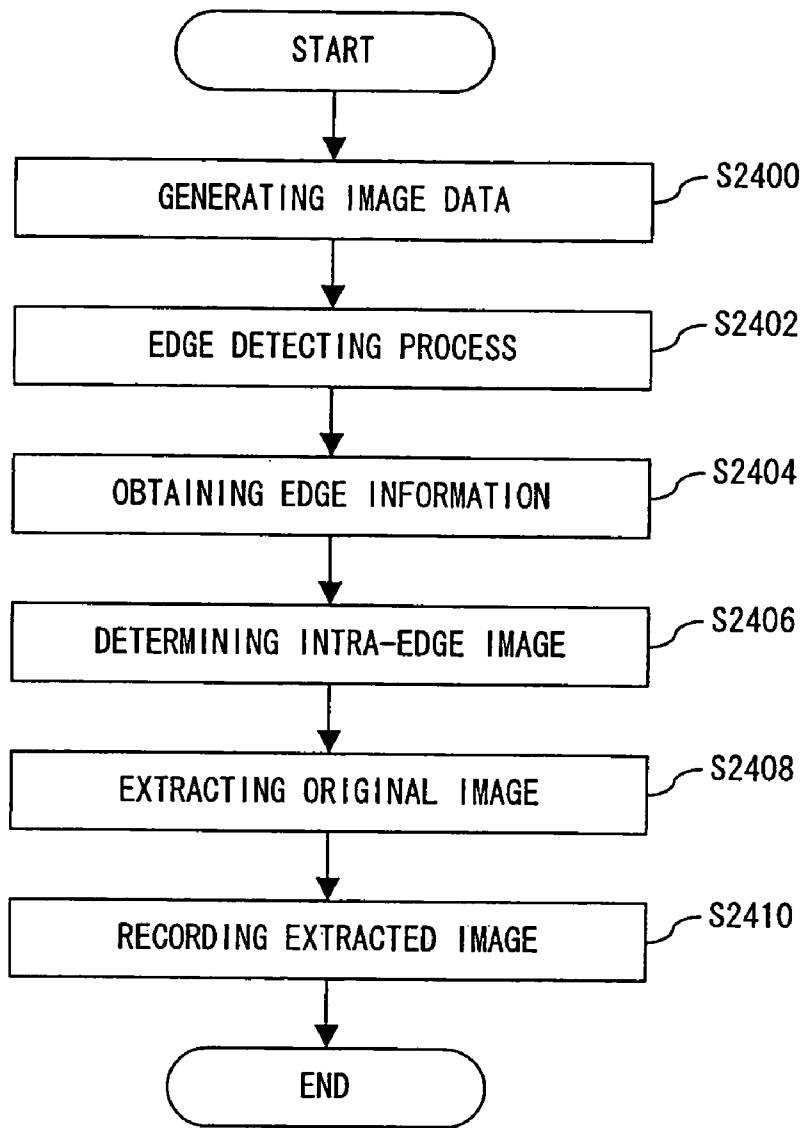 START
GENERATING IMAGE DATA
S2400
EDGE DETECTING PROCESS
S2402
OBTAINING EDGE INFORMATION
S2404
DETERMINING INTRA-EDGE IMAGE
S2406
EXTRACTING ORIGINAL IMAGE
S2408
RECORDING EXTRACTED IMAGE
S2410
END